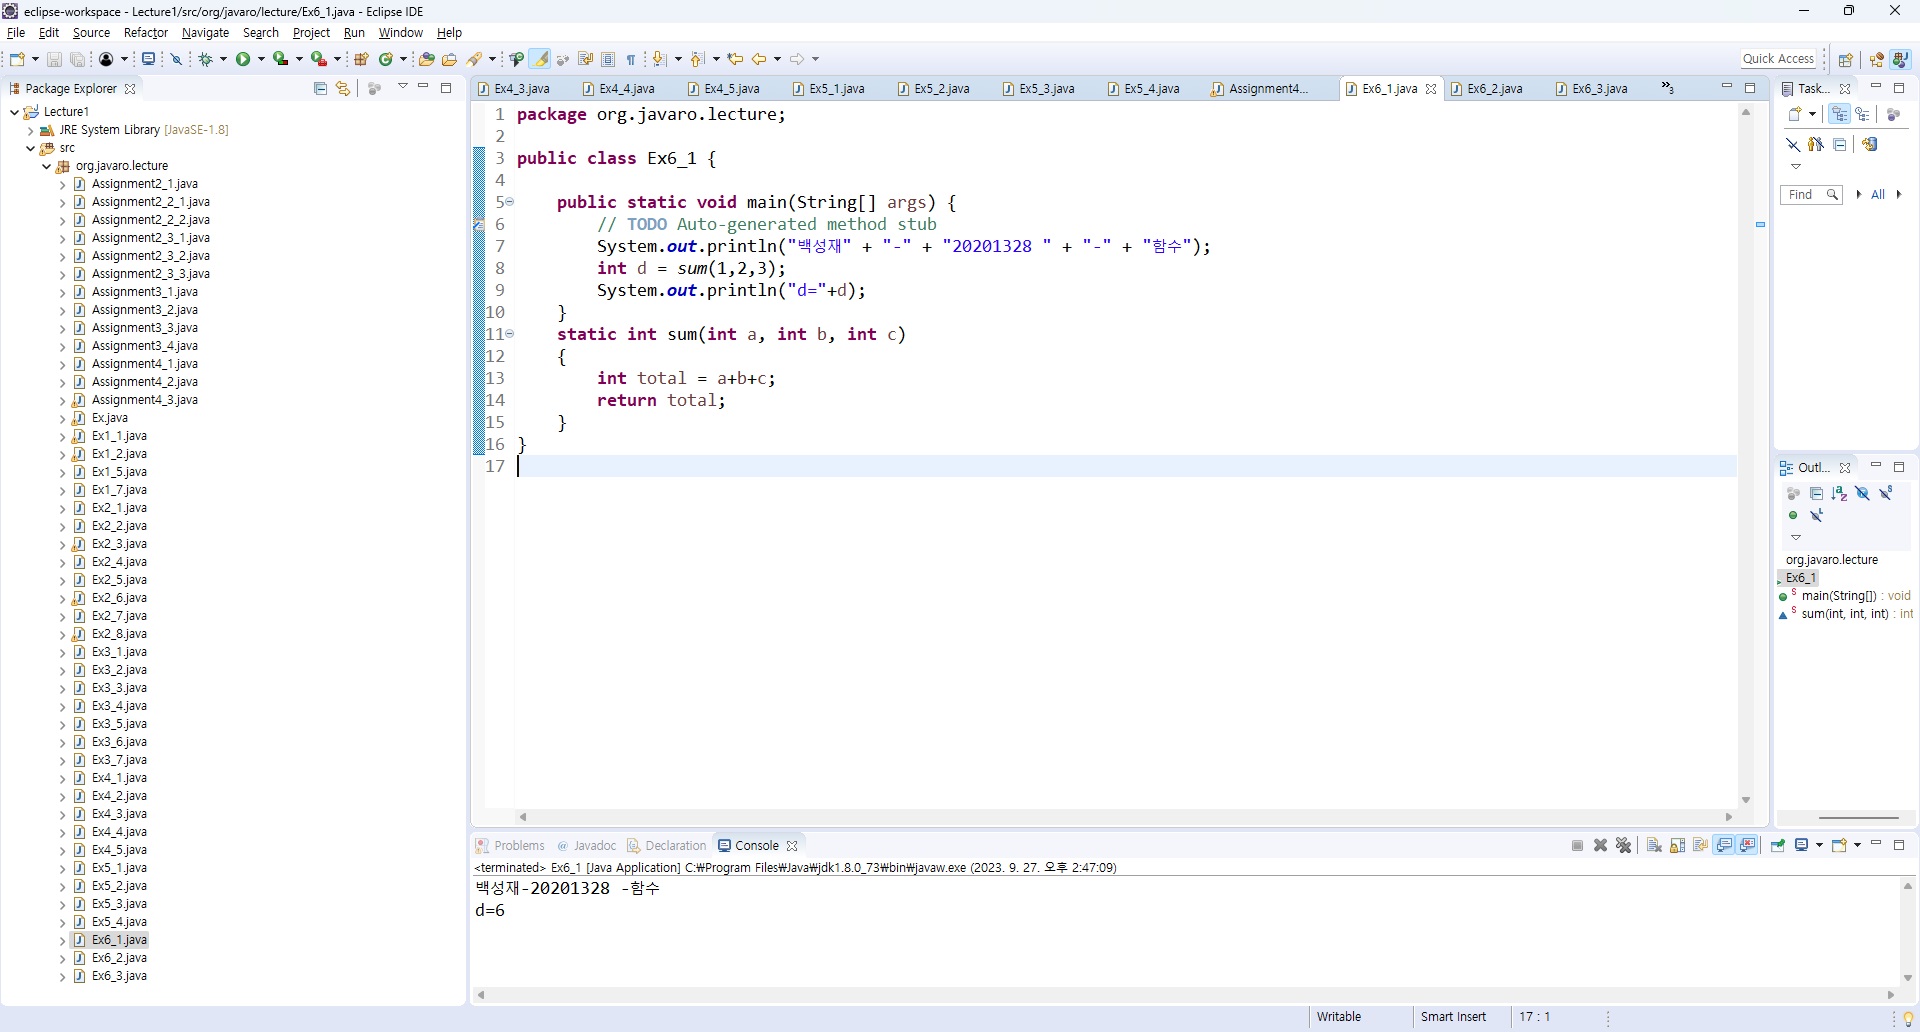 eclipse-workspace - Lecture1/src/org/javaro/lecture/Ex6_1.java - Eclipse IDE
File Edit Source Refactor Navigate Search Project Run Window Help
Quick Access
Package Explorer
Lecture1
JRE System Library [JavaSE-1.8]
src
org.javaro.lecture
Assignment2_1.java
Assignment2_2_1.java
Assignment2_2_2.java
Assignment2_3_1.java
Assignment2_3_2.java
Assignment2_3_3.java
Assignment3_1.java
Assignment3_2.java
Assignment3_3.java
Assignment3_4.java
Assignment4_1.java
Assignment4_2.java
Assignment4_3.java
Ex.java
Ex1_1.java
Ex1_2.java
Ex1_5.java
Ex1_7.java
Ex2_1.java
Ex2_2.java
Ex2_3.java
Ex2_4.java
Ex2_5.java
Ex2_6.java
Ex2_7.java
Ex2_8.java
Ex3_1.java
Ex3_2.java
Ex3_3.java
Ex3_4.java
Ex3_5.java
Ex3_6.java
Ex3_7.java
Ex4_1.java
Ex4_2.java
Ex4_3.java
Ex4_4.java
Ex4_5.java
Ex5_1.java
Ex5_2.java
Ex5_3.java
Ex5_4.java
Ex6_1.java
Ex6_2.java
Ex6_3.java
Ex4_3.java Ex4_4.java Ex4_5.java Ex5_1.java Ex5_2.java Ex5_3.java Ex5_4.java Assignment4... Ex6_1.java Ex6_2.java Ex6_3.java »3
1 package org.javaro.lecture;
2
3 public class Ex6_1 {
4
5 public static void main(String[] args) {
6 // TODO Auto-generated method stub
7 System.out.println("백성재" + "-" + "20201328 " + "-" + "함수");
8 int d = sum(1,2,3);
9 System.out.println("d="+d);
10 }
11 static int sum(int a, int b, int c)
12 {
13 int total = a+b+c;
14 return total;
15 }
16 }
17
Problems @ Javadoc Declaration Console
<terminated> Ex6_1 [Java Application] C:₩Program Files₩Java₩jdk1.8.0_73₩bin₩javaw.exe (2023. 9. 27. 오후 2:47:09)
백성재-20201328 -함수
d=6
Task...
Find All
Outl...
org.javaro.lecture
Ex6_1
main(String[]) : void
sum(int, int, int) : int
Writable Smart Insert 17 : 1